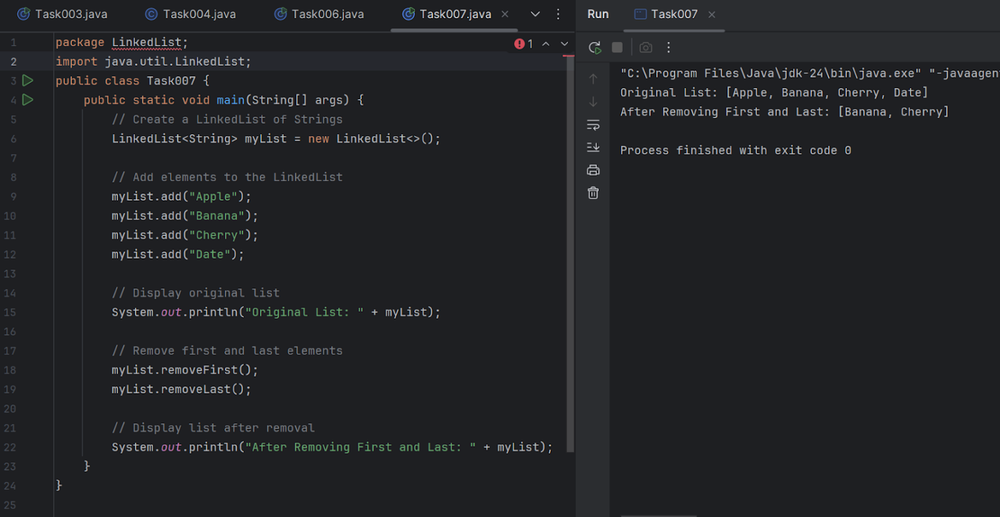 Task003.java Task004.java Task006.java Task007.java
Run Task007
1 package LinkedList;
1
2 import java.util.LinkedList;
3 public class Task007 {
4 public static void main(String[] args) {
5 // Create a LinkedList of Strings
6 LinkedList<String> myList = new LinkedList<>();
7
8 // Add elements to the LinkedList
9 myList.add("Apple");
10 myList.add("Banana");
11 myList.add("Cherry");
12 myList.add("Date");
13
14 // Display original list
15 System.out.println("Original List: " + myList);
16
17 // Remove first and last elements
18 myList.removeFirst();
19 myList.removeLast();
20
21 // Display list after removal
22 System.out.println("After Removing First and Last: " + myList);
23 }
24 }
25
"C:\Program Files\Java\jdk-24\bin\java.exe" "-javaagen
Original List: [Apple, Banana, Cherry, Date]
After Removing First and Last: [Banana, Cherry]
Process finished with exit code 0